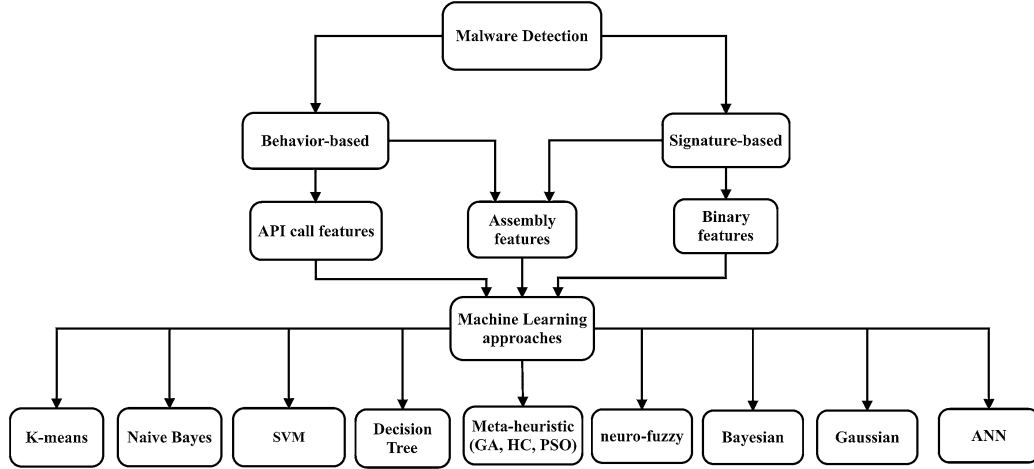 Malware Detection
Behavior-based
Signature-based
API call features
Assembly
features
Binary
features
Machine Learning
approaches
K-means
Naive Bayes
SVM
Decision
Tree
Meta-heuristic
(GA, HC, PSO)
neuro-fuzzy
Bayesian
Gaussian
ANN